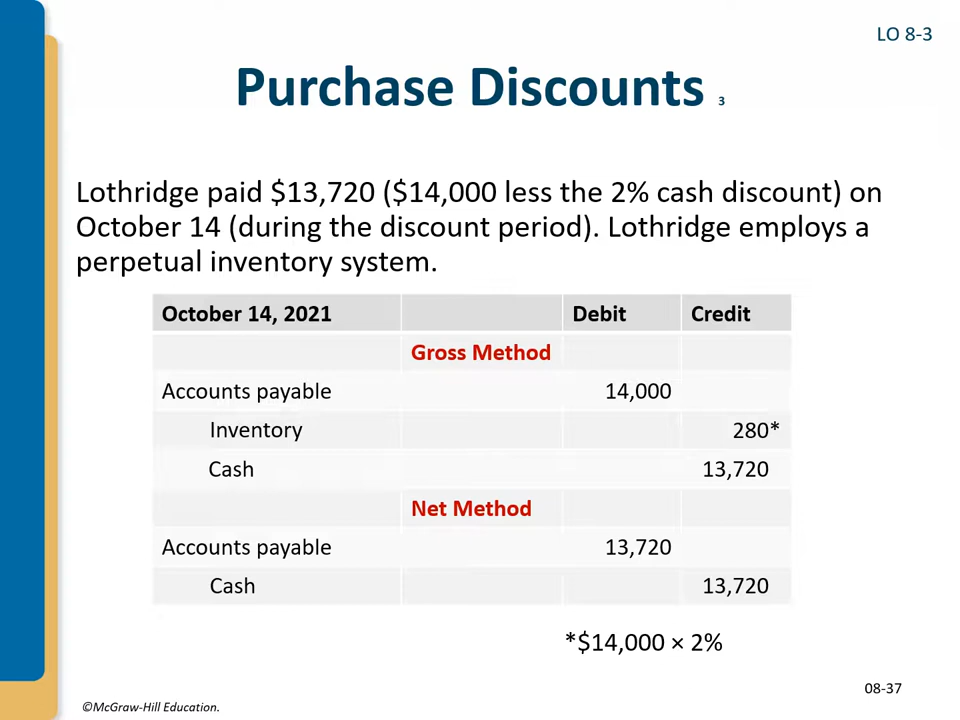 LO 8-3
Purchase Discounts 3
Lothridge paid $13,720 ($14,000 less the 2% cash discount) on
October 14 (during the discount period). Lothridge employs a
perpetual inventory system.
October 14, 2021 Debit Credit
Gross Method
Accounts payable 14,000
Inventory 280*
Cash 13,720
Net Method
Accounts payable 13,720
Cash 13,720
*$14,000 × 2%
08-37
©McGraw-Hill Education.